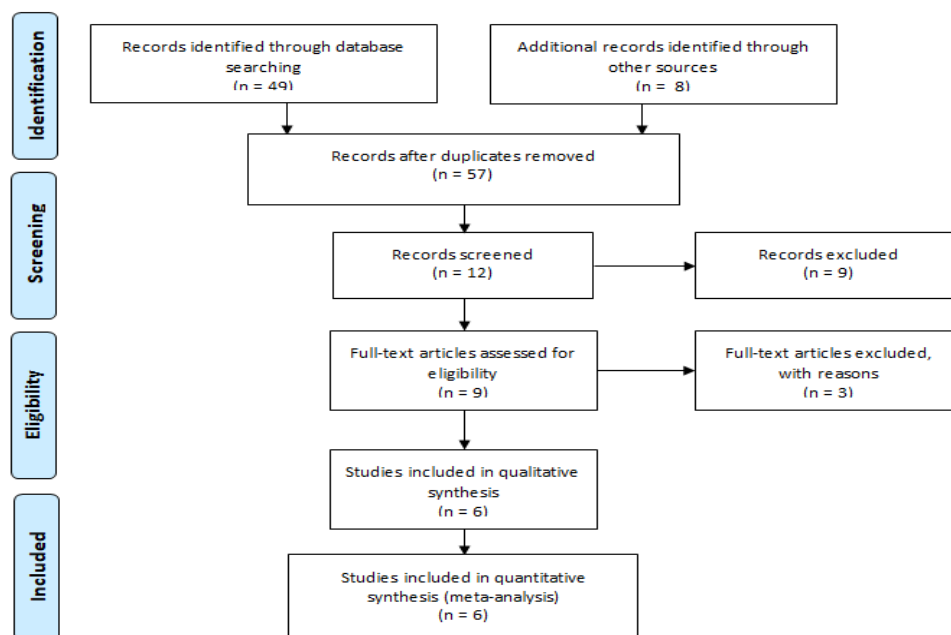 Identification
Records identified through database
searching
(n = 49)
Additional records identified through
other sources
(n = 8)
Records after duplicates removed
(n = 57)
Screening
Records screened
(n = 12)
Records excluded
(n = 9)
Eligibility
Full-text articles assessed for
eligibility
(n = 9)
Full-text articles excluded,
with reasons
(n = 3)
Studies included in qualitative
synthesis
(n = 6)
Included
Studies included in quantitative
synthesis (meta-analysis)
(n = 6)